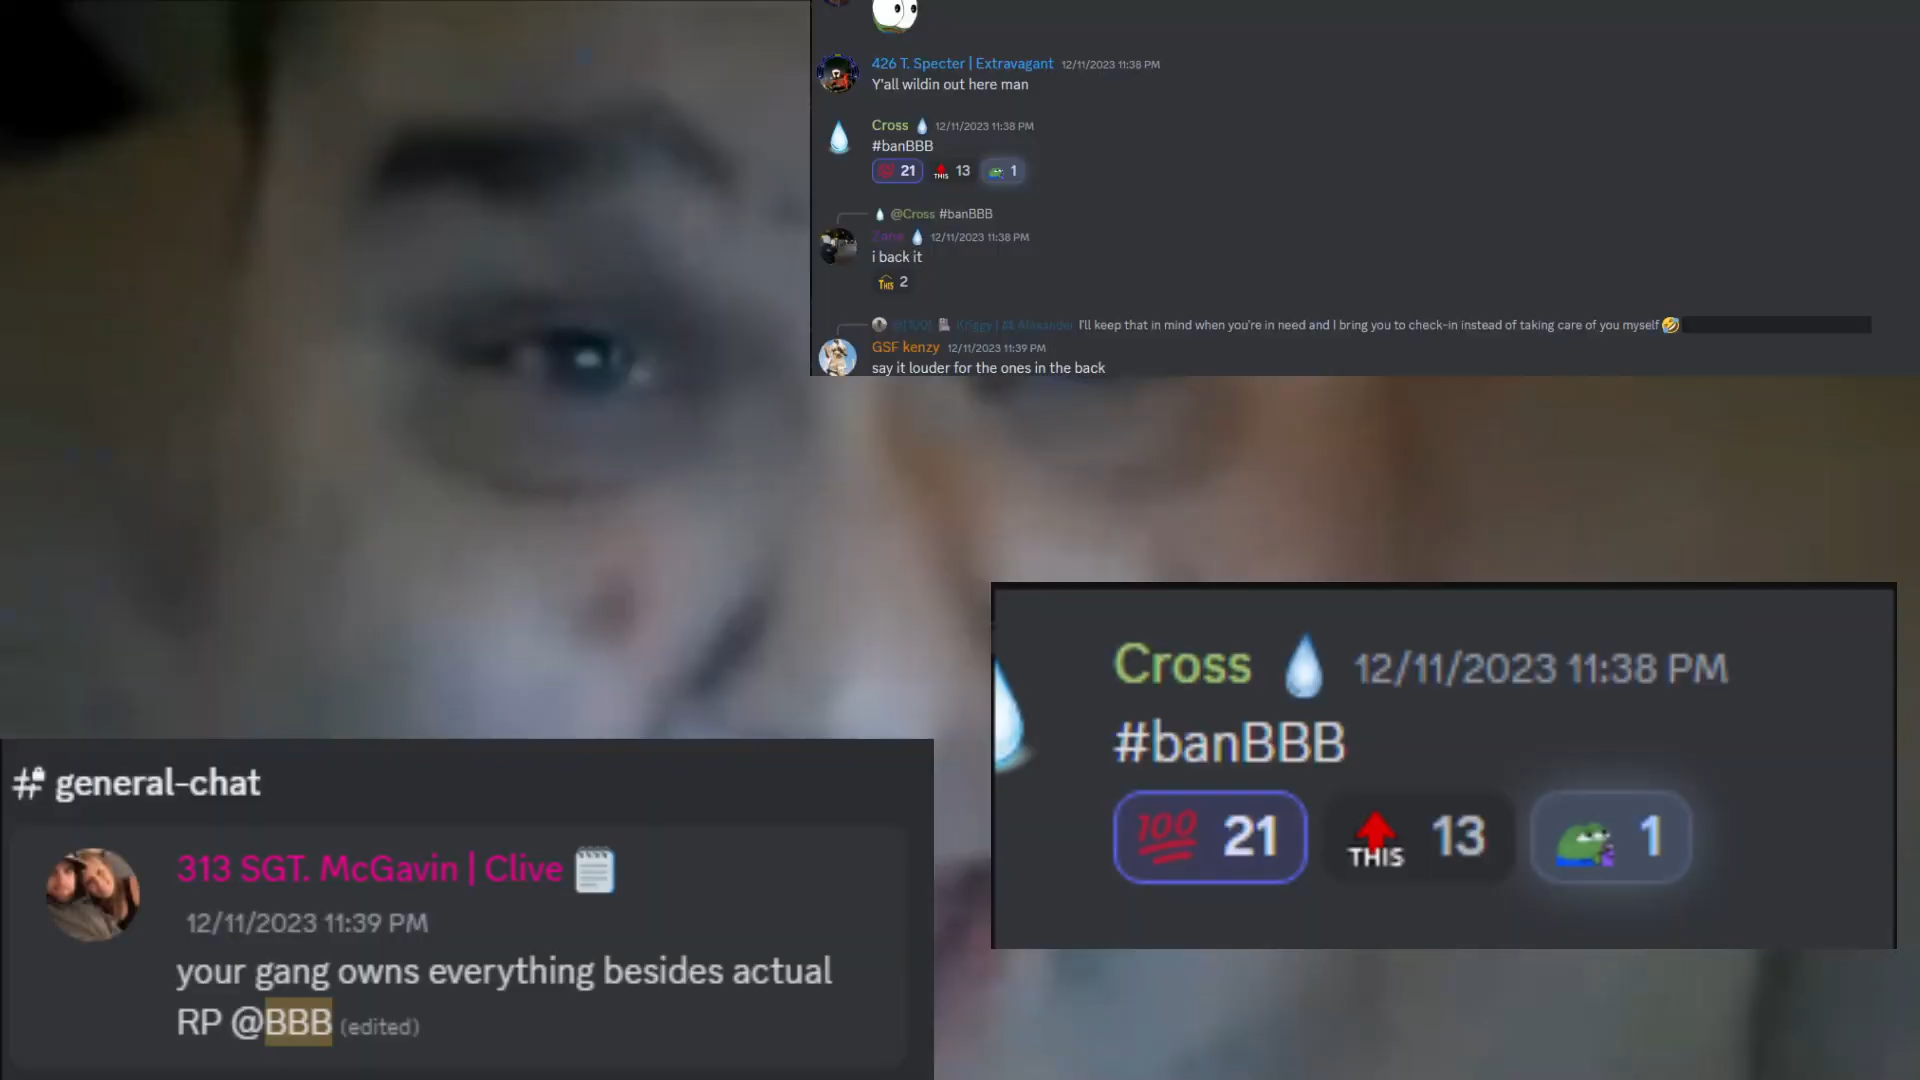 426 T. Specter | Extravagant 12/11/2023 11:38 PM
Y'all wildin out here man
Cross 12/11/2023 11:38 PM
#banBBB
21 THIS 13 1
@Cross #banBBB
Zane 12/11/2023 11:38 PM
i back it
THIS 2
@[100] Kriggy | Alexander I'll keep that in mind when you're in need and I bring you to check-in instead of taking care of you myself
GSF kenzy 12/11/2023 11:39 PM
say it louder for the ones in the back
Cross 12/11/2023 11:38 PM
#banBBB
100 21 THIS 13 1
# general-chat
313 SGT. McGavin | Clive
12/11/2023 11:39 PM
your gang owns everything besides actual
RP @BBB (edited)